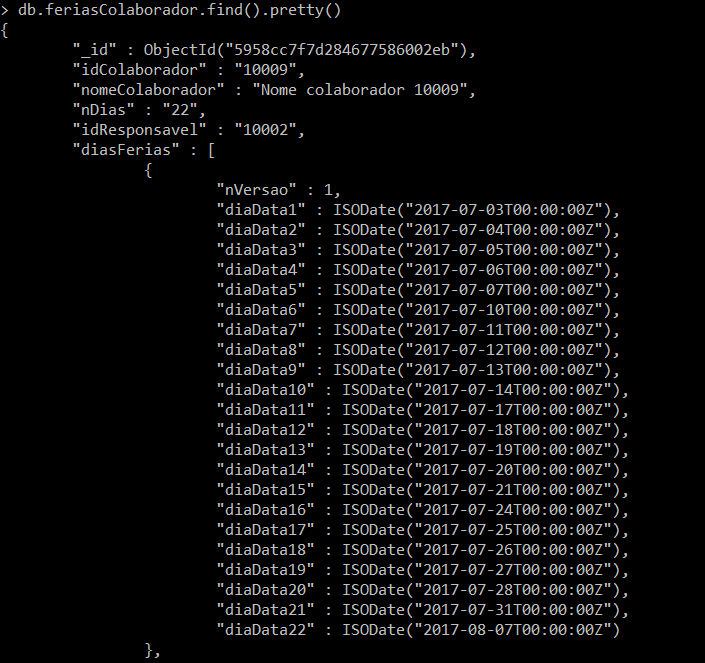 > db.feriasColaborador.find().pretty()
{
"_id" : ObjectId("5958cc7f7d284677586002eb"),
"idColaborador" : "10009",
"nomeColaborador" : "Nome colaborador 10009",
"nDias" : "22",
"idResponsavel" : "10002",
"diasFerias" : [
{
"nVersao" : 1,
"diaData1" : ISODate("2017-07-03T00:00:00Z"),
"diaData2" : ISODate("2017-07-04T00:00:00Z"),
"diaData3" : ISODate("2017-07-05T00:00:00Z"),
"diaData4" : ISODate("2017-07-06T00:00:00Z"),
"diaData5" : ISODate("2017-07-07T00:00:00Z"),
"diaData6" : ISODate("2017-07-10T00:00:00Z"),
"diaData7" : ISODate("2017-07-11T00:00:00Z"),
"diaData8" : ISODate("2017-07-12T00:00:00Z"),
"diaData9" : ISODate("2017-07-13T00:00:00Z"),
"diaData10" : ISODate("2017-07-14T00:00:00Z"),
"diaData11" : ISODate("2017-07-17T00:00:00Z"),
"diaData12" : ISODate("2017-07-18T00:00:00Z"),
"diaData13" : ISODate("2017-07-19T00:00:00Z"),
"diaData14" : ISODate("2017-07-20T00:00:00Z"),
"diaData15" : ISODate("2017-07-21T00:00:00Z"),
"diaData16" : ISODate("2017-07-24T00:00:00Z"),
"diaData17" : ISODate("2017-07-25T00:00:00Z"),
"diaData18" : ISODate("2017-07-26T00:00:00Z"),
"diaData19" : ISODate("2017-07-27T00:00:00Z"),
"diaData20" : ISODate("2017-07-28T00:00:00Z"),
"diaData21" : ISODate("2017-07-31T00:00:00Z"),
"diaData22" : ISODate("2017-08-07T00:00:00Z")
},